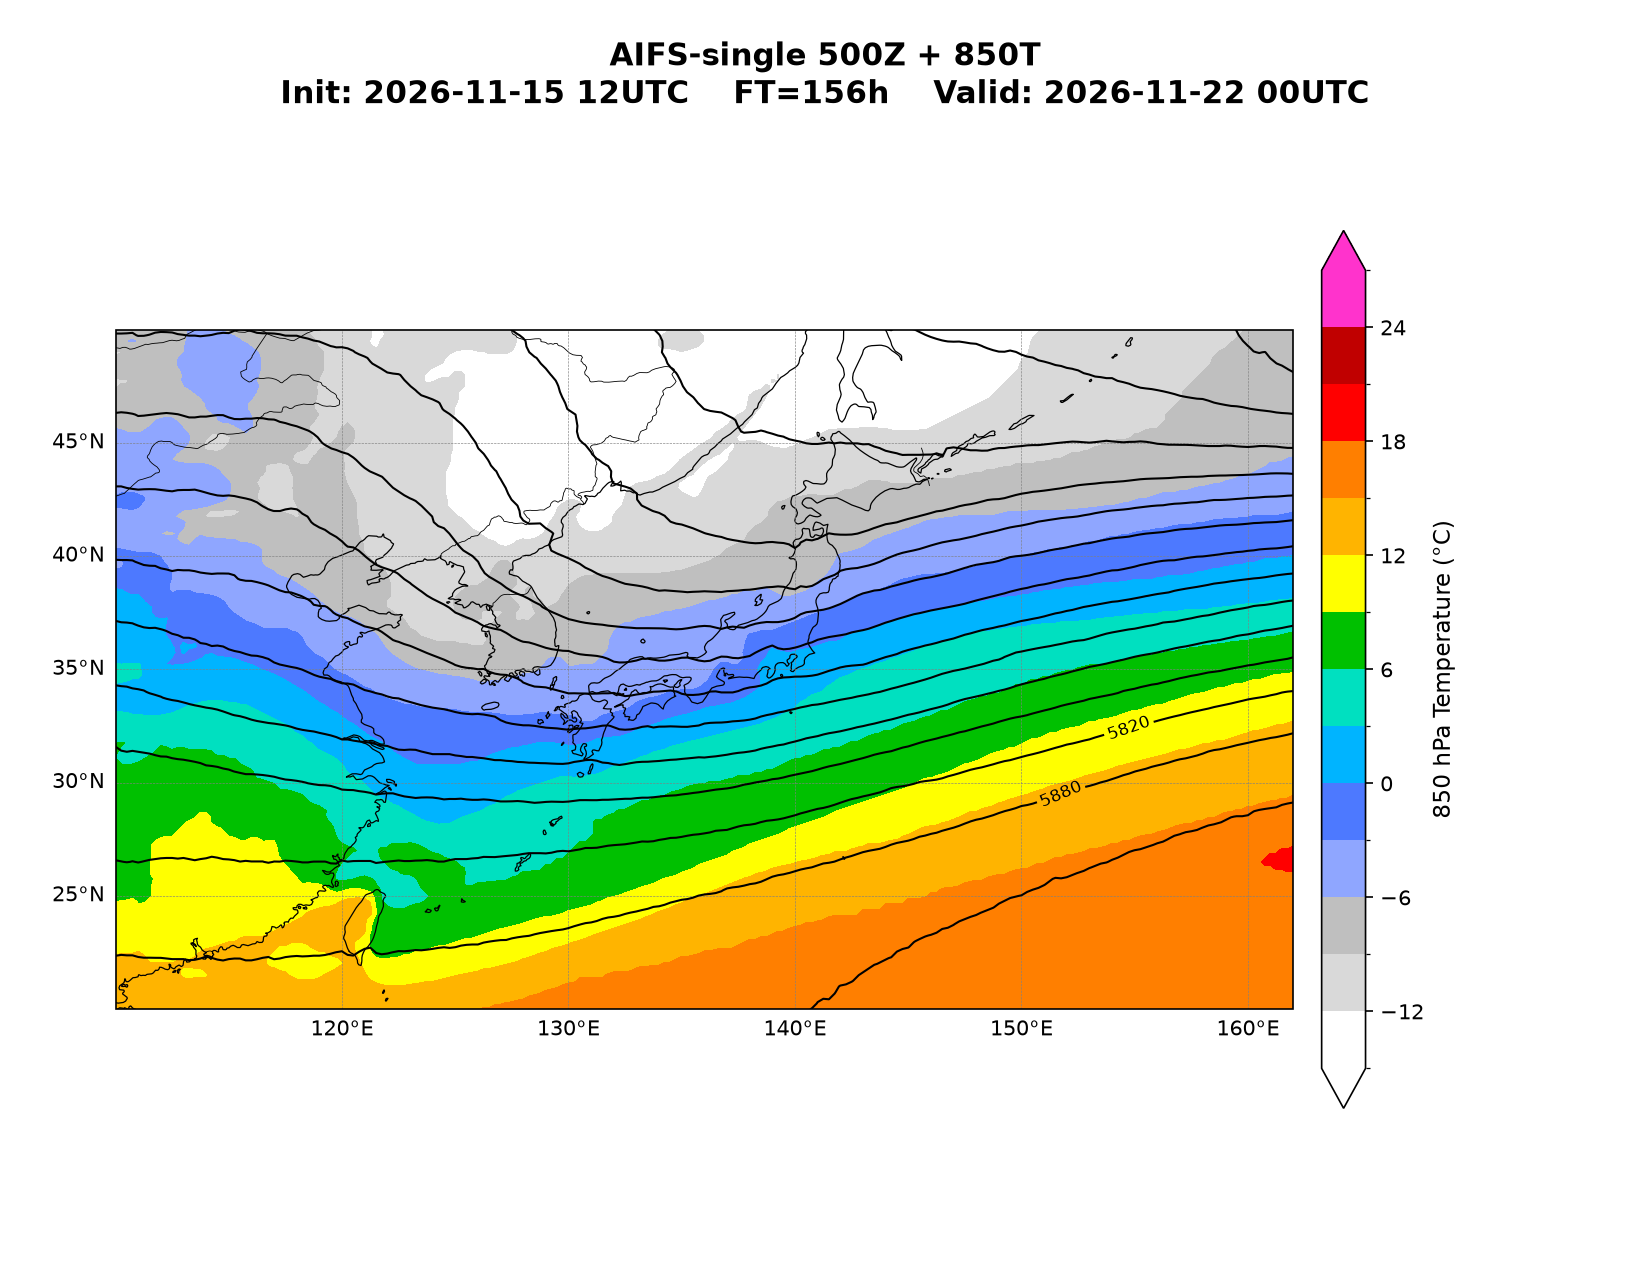 AIFS-single 500Z + 850T
Init: 2026-11-15 12UTC FT=156h Valid: 2026-11-22 00UTC
45°N
40°N
35°N
30°N
25°N
120°E
130°E
140°E
150°E
160°E
5820
5880
24
18
12
6
0
−6
−12
850 hPa Temperature (°C)